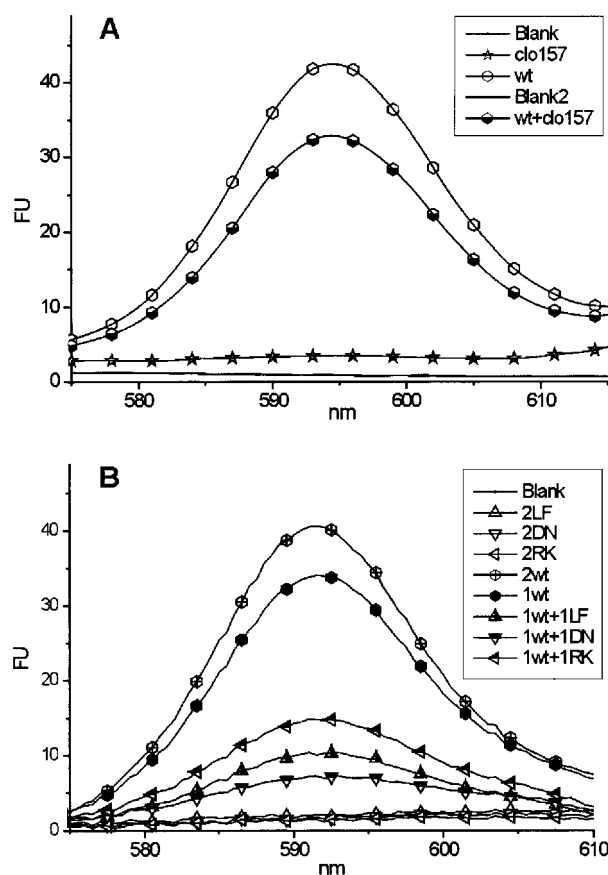 A
Blank
clo157
wt
Blank2
wt+clo157
FU
40
30
20
10
0
580
590
600
610
nm
B
Blank
2LF
2DN
2RK
2wt
1wt
1wt+1LF
1wt+1DN
1wt+1RK
FU
40
30
20
10
0
580
590
600
610
nm